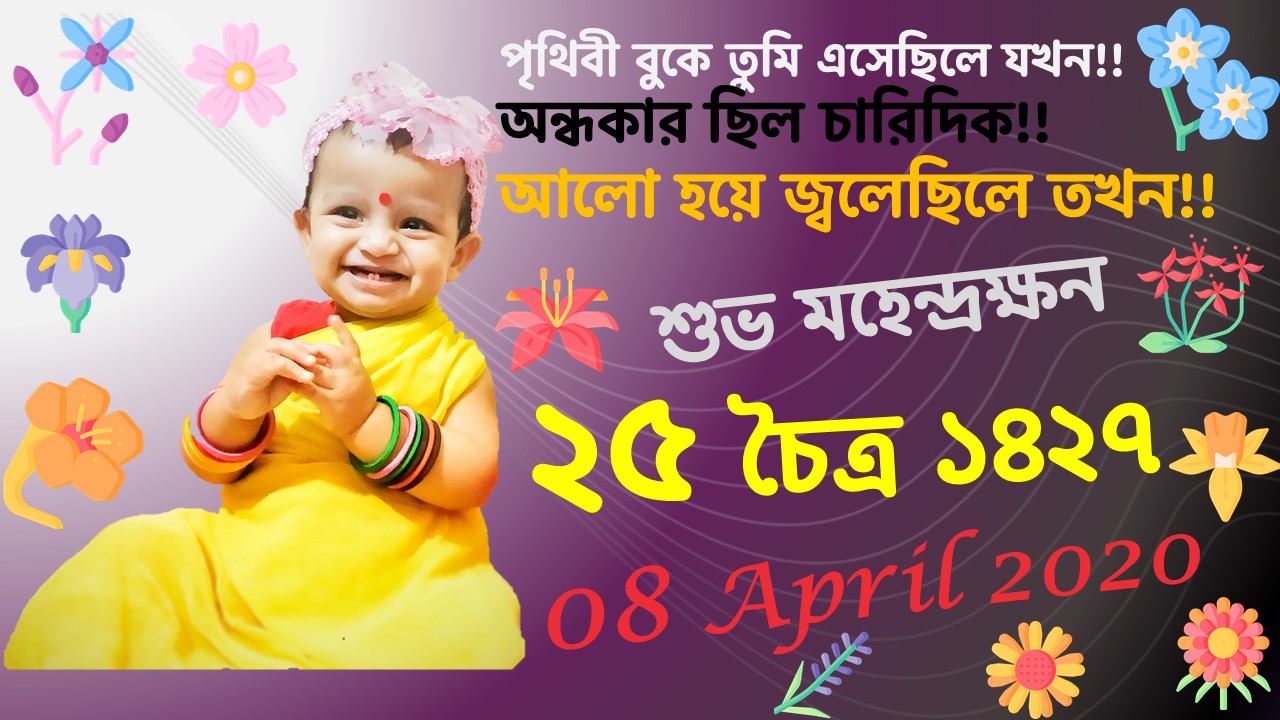 পৃথিবী বুকে তুমি এসেছিলে যখন!!
অন্ধকার ছিল চারিদিক!!
আলো হয়ে জ্বলেছিলে তখন!!
শুভ মহেন্দ্রক্ষন
২৫ চৈত্র ১৪২৭
08 April 2020